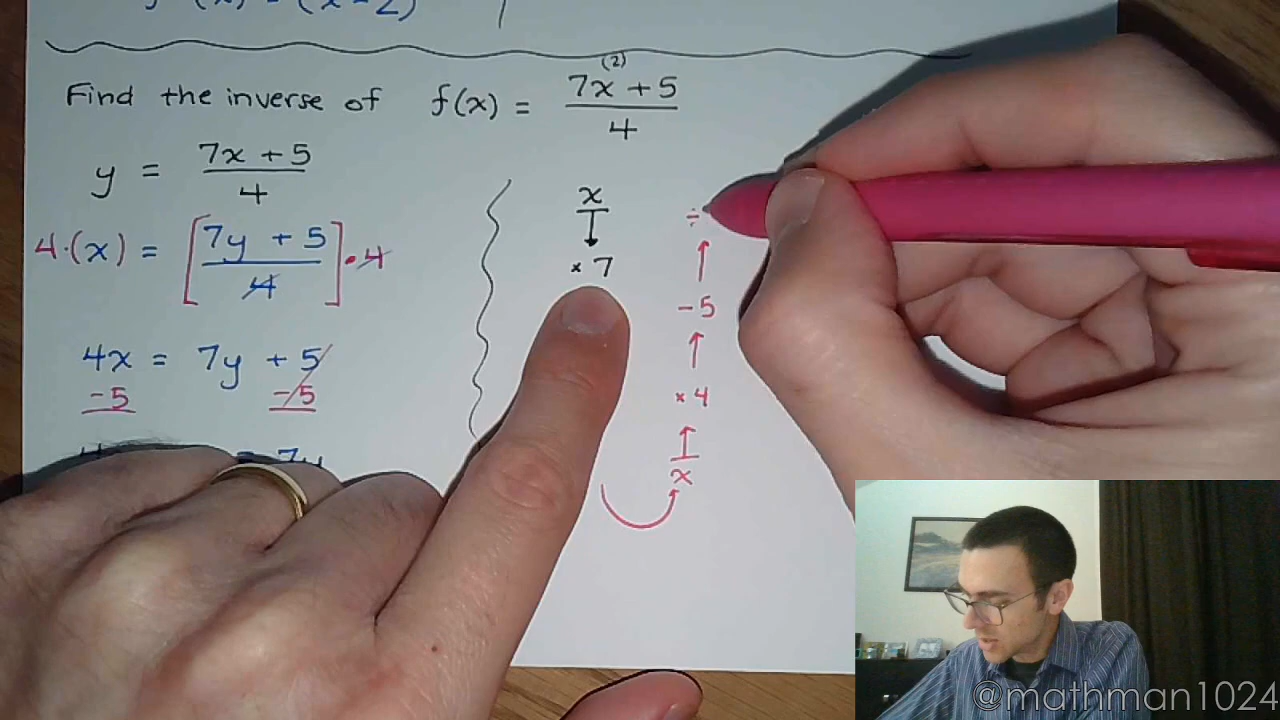 Find the inverse of f(x) = 7x + 5 / 4
(2)
y = 7x + 5 / 4
4·(x) = [7y + 5 / 4]·4
4x = 7y + 5
-5 -5
7y
x
× 7
÷
-5
× 4
x
@mathman1024